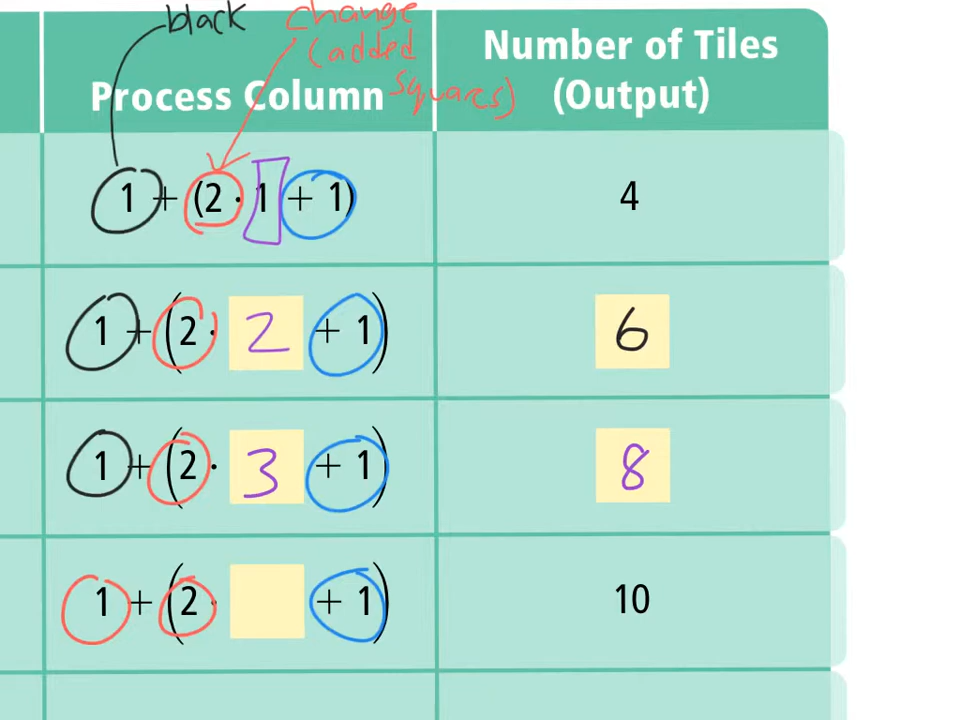 black
change
(added
squares)
Process Column
Number of Tiles
(Output)
1 + (2 · 1 + 1)
4
1 + (2 · 2 + 1)
6
1 + (2 · 3 + 1)
8
1 + (2 · + 1)
10